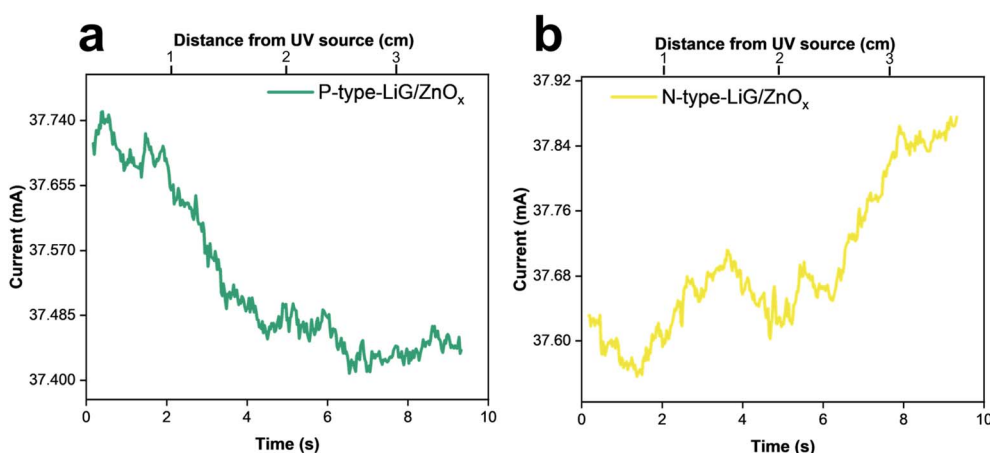 a
Distance from UV source (cm)
1 2 3
P-type-LiG/ZnOₓ
Current (mA)
37.740
37.655
37.570
37.485
37.400
0 2 4 6 8 10
Time (s)
b
Distance from UV source (cm)
1 2 3
N-type-LiG/ZnOₓ
Current (mA)
37.92
37.84
37.76
37.68
37.60
0 2 4 6 8 10
Time (s)